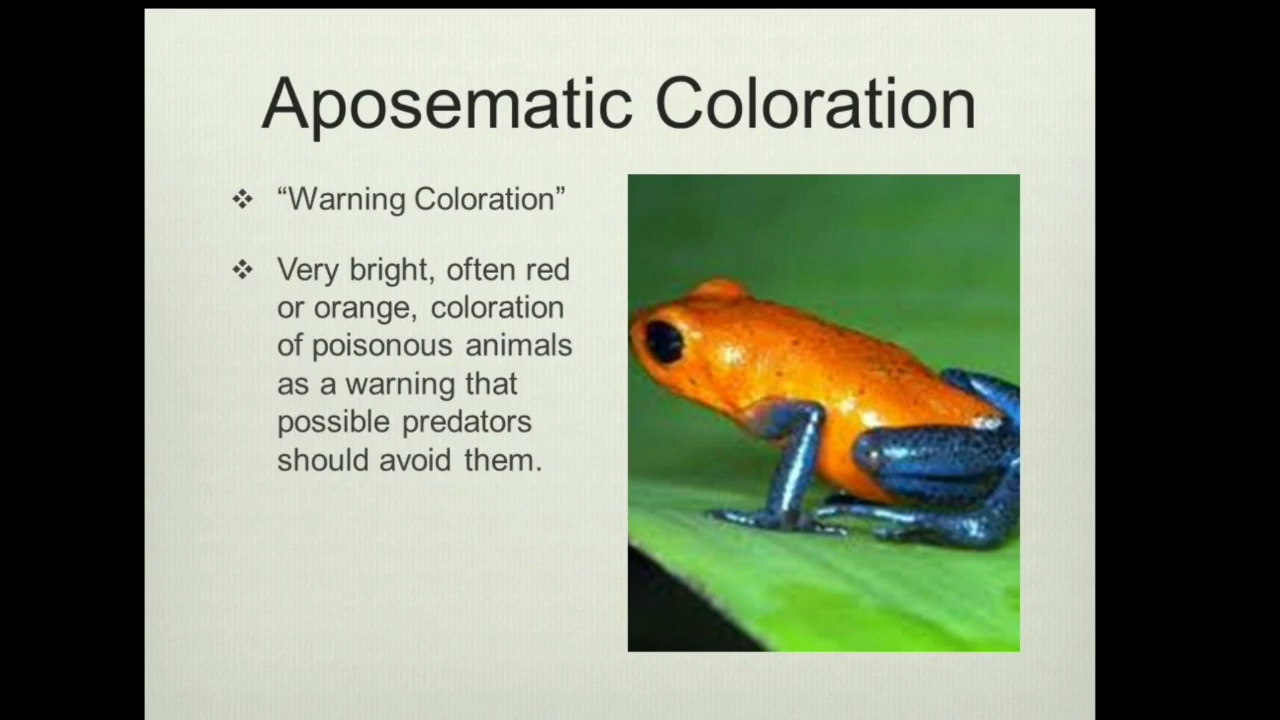 Aposematic Coloration
“Warning Coloration”
Very bright, often red
or orange, coloration
of poisonous animals
as a warning that
possible predators
should avoid them.